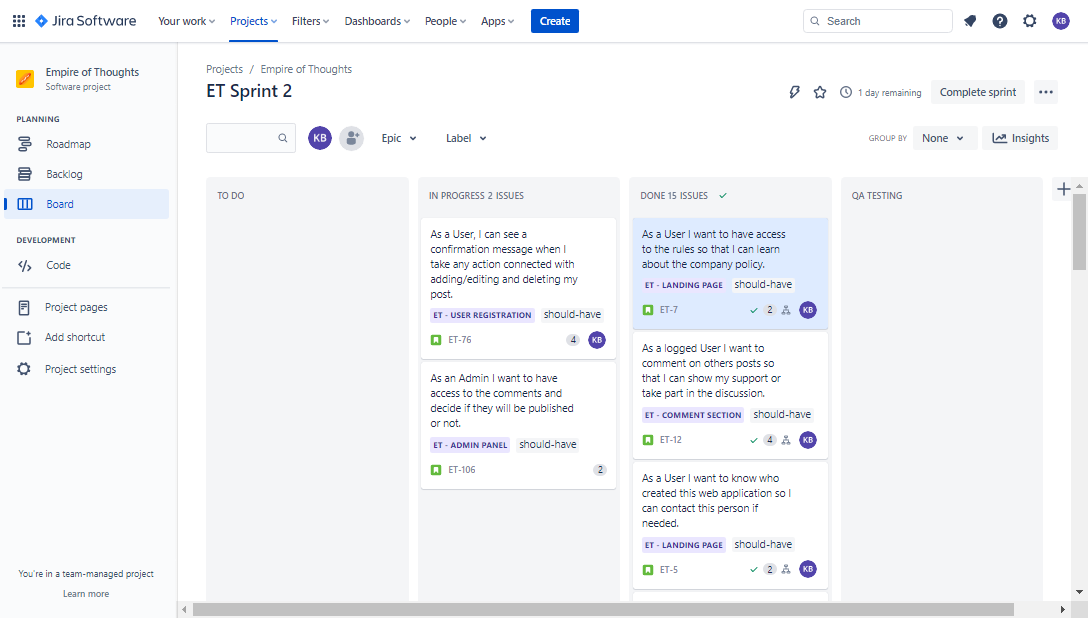 Jira Software
Your work
Projects
Filters
Dashboards
People
Apps
Create
Search
KB
Empire of Thoughts
Software project
PLANNING
Roadmap
Backlog
Board
DEVELOPMENT
Code
Project pages
Add shortcut
Project settings
You're in a team-managed project
Learn more
Projects / Empire of Thoughts
ET Sprint 2
1 day remaining
Complete sprint
KB
Epic
Label
GROUP BY
None
Insights
TO DO
IN PROGRESS 2 ISSUES
As a User, I can see a
confirmation message when I
take any action connected with
adding/editing and deleting my
post.
ET - USER REGISTRATION should-have
ET-76 4 KB
As an Admin I want to have
access to the comments and
decide if they will be published
or not.
ET - ADMIN PANEL should-have
ET-106 2
DONE 15 ISSUES
As a User I want to have access
to the rules so that I can learn
about the company policy.
ET - LANDING PAGE should-have
ET-7 2 KB
As a logged User I want to
comment on others posts so
that I can show my support or
take part in the discussion.
ET - COMMENT SECTION should-have
ET-12 4 KB
As a User I want to know who
created this web application so I
can contact this person if
needed.
ET - LANDING PAGE should-have
ET-5 2 KB
QA TESTING